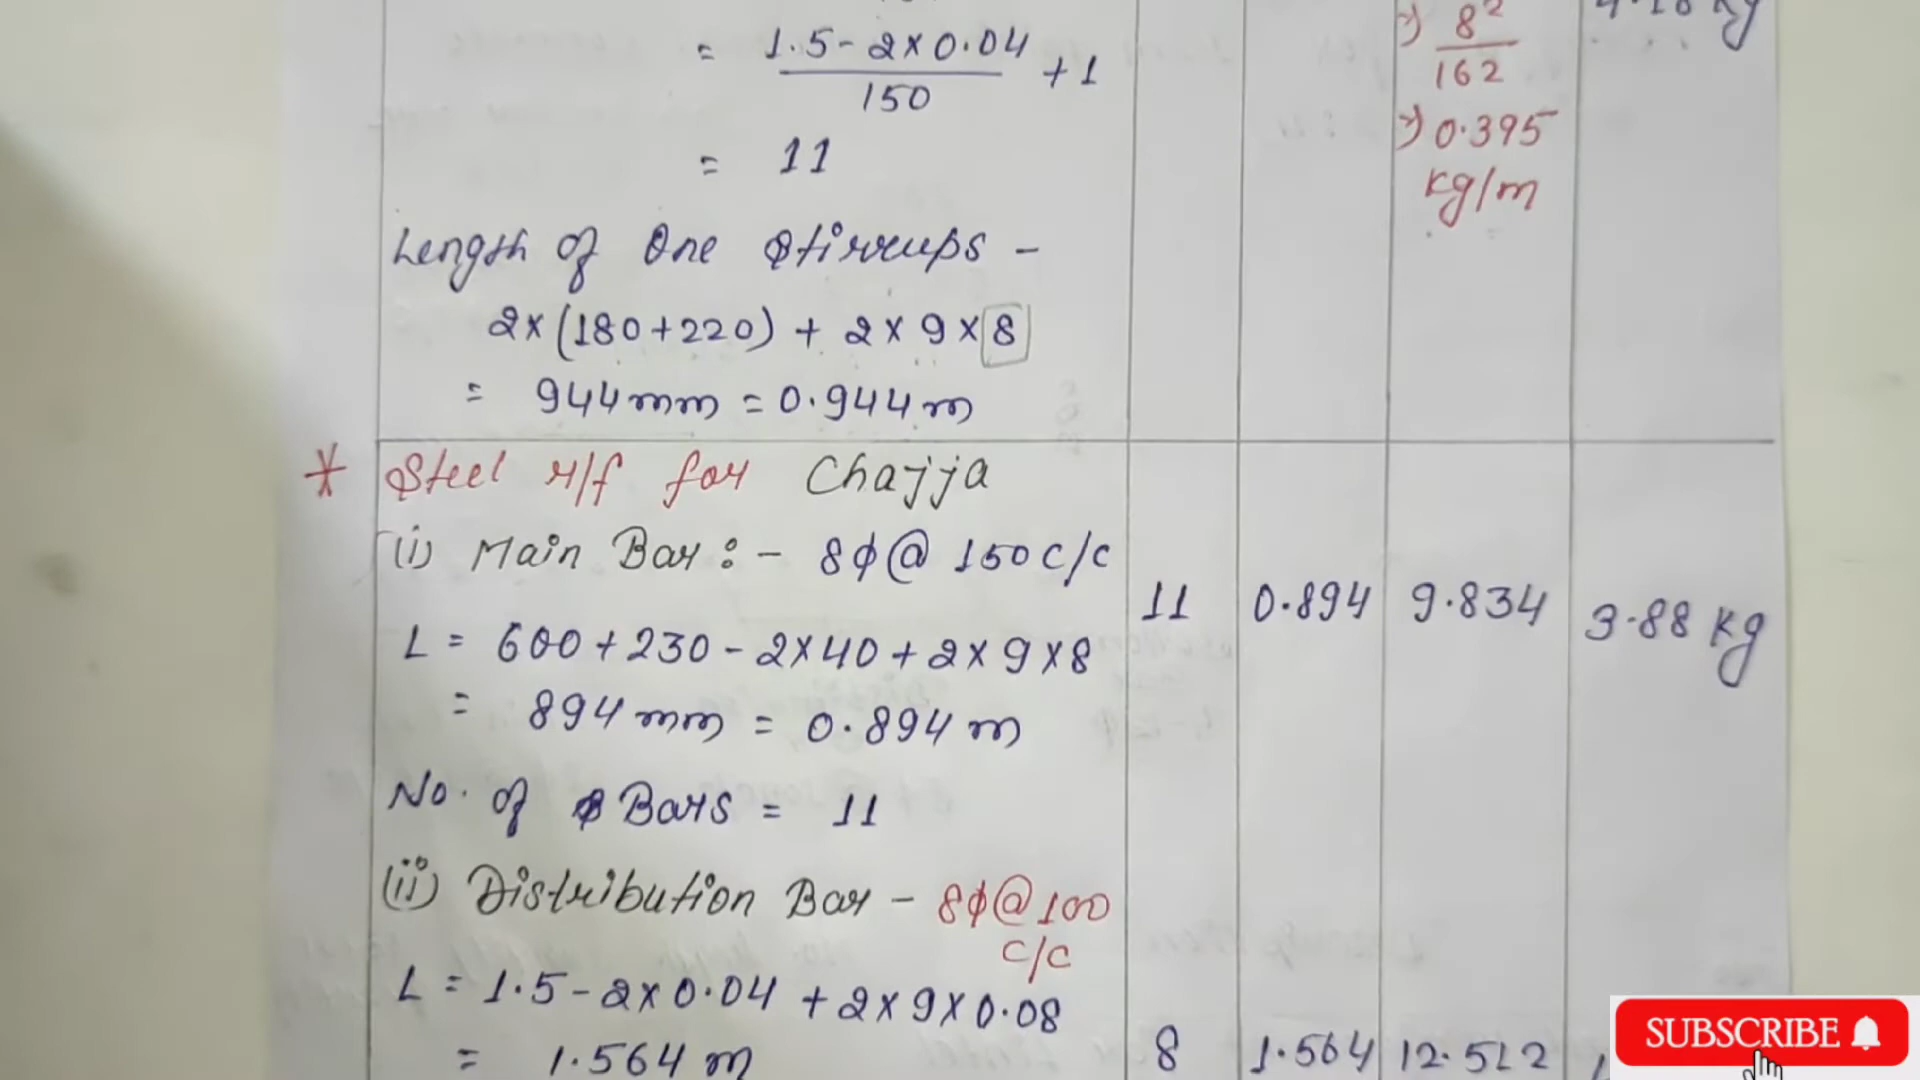 = 1.5 - 2 × 0.04 / 150 + 1
= 11
⇒ 8² / 162
⇒ 0.395
kg/m
Length of One Stirrups -
2×(180+220) + 2×9×8
= 944mm = 0.944m
* Steel r/f for Chajja
(i) Main Bar :- 8ϕ@ 150 c/c
11 0.894 9.834 3.88 kg
L = 600+230-2×40+2×9×8
= 894mm = 0.894 m
No. of Bars = 11
(ii) Distribution Bar - 8ϕ@100
c/c
L = 1.5-2×0.04 + 2×9×0.08
= 1.564 m
8 1.564 12.512
SUBSCRIBE